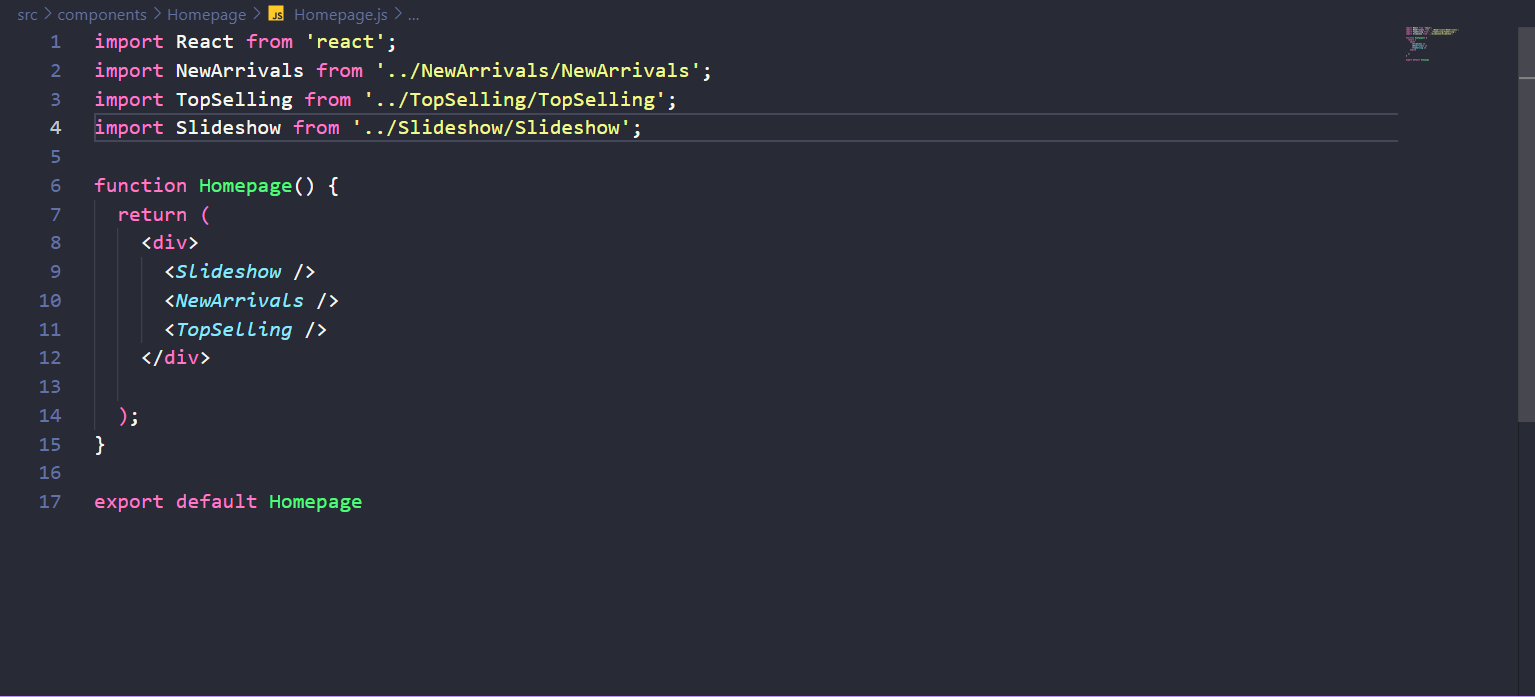 src > components > Homepage > JS Homepage.js > ...
1 import React from 'react';
2 import NewArrivals from '../NewArrivals/NewArrivals';
3 import TopSelling from '../TopSelling/TopSelling';
4 import Slideshow from '../Slideshow/Slideshow';
5
6 function Homepage() {
7   return (
8     <div>
9       <Slideshow />
10       <NewArrivals />
11       <TopSelling />
12     </div>
13
14   );
15 }
16
17 export default Homepage